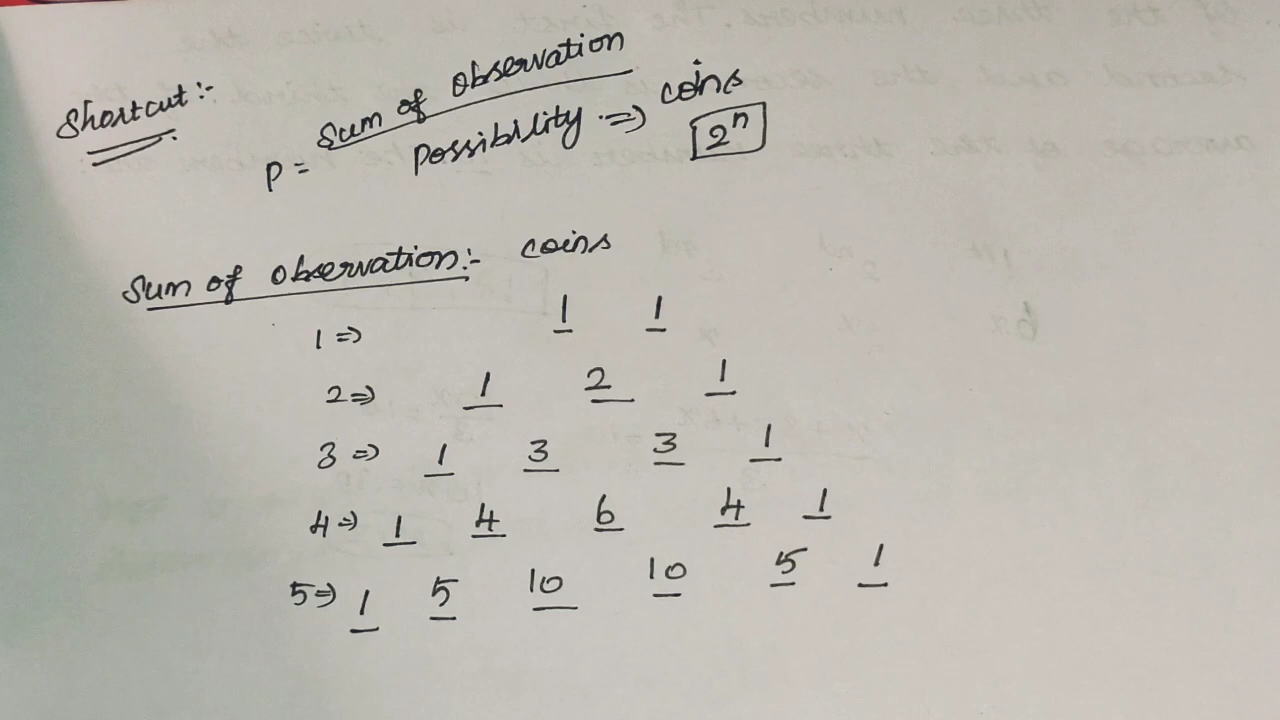 Shortcut:-
P = Sum of Observation
Possibility => coins
2ⁿ
Sum of Observation:- coins
1 => 1 1
2 => 1 2 1
3 => 1 3 3 1
4 => 1 4 6 4 1
5 => 1 5 10 10 5 1